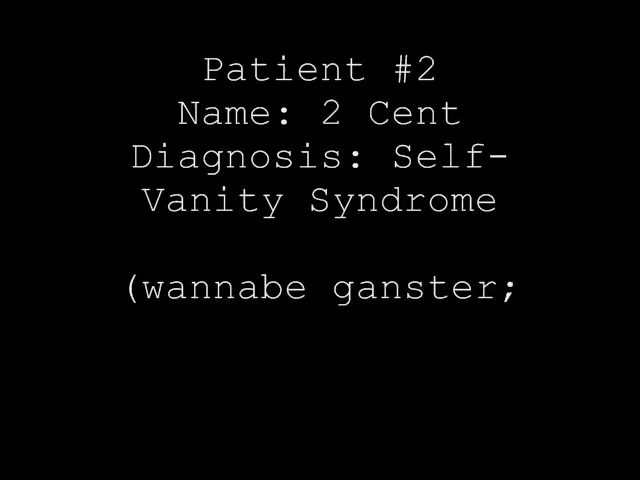 Patient #2
Name: 2 Cent
Diagnosis: Self-
Vanity Syndrome
(wannabe ganster;